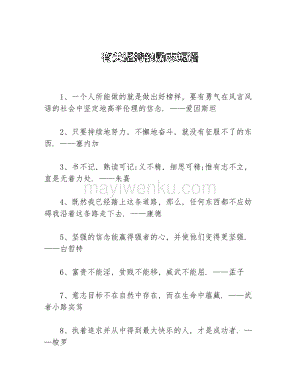 1、一个人所能做的就是做出好榜样，要有勇气在风言风
语的社会中坚定地高举伦理的信念．——爱因斯坦
2、只要持续地努力，不懈地奋斗，就没有征服不了的东
西．——塞内加
3、书不记，熟读可记;义不精，细思可精;惟有志不立，
直是无着力处．——朱熹
mayiwenku.com
4、既然我已经踏上这条道路，那么，任何东西都不应妨
碍我沿着这条路走下去．——康德
5、坚强的信念能赢得强者的心，并使他们变得更坚强．
——白哲特
6、富贵不能淫，贫贱不能移，威武不能屈．——孟子
7、意志目标不在自然中存在，而在生命中蕴藏．——武
者小路实笃
8、执着追求并从中得到最大快乐的人，才是成功者．—
—梭罗